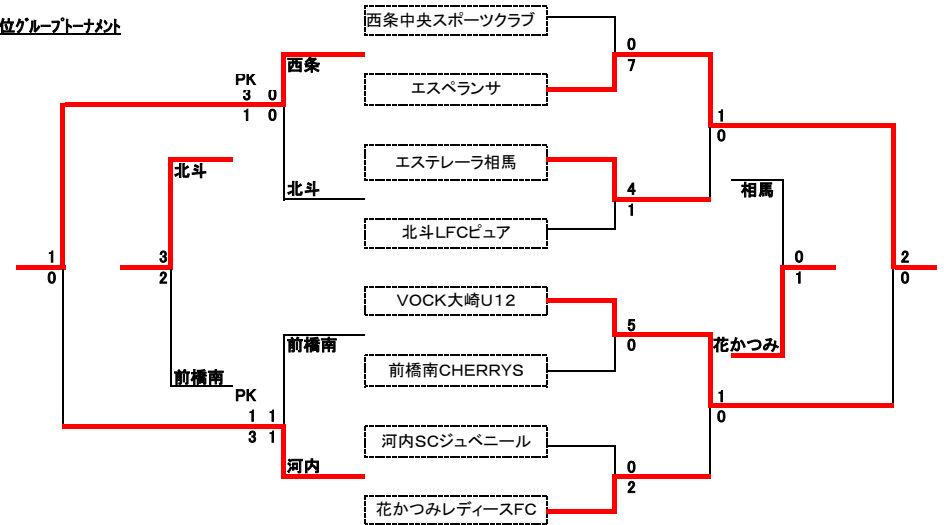 位グループトーナメント
西条中央スポーツクラブ
0
7
エスペランサ
西条
PK
3 0
1 0
1
0
エステレーラ相馬
北斗
北斗
4
1
相馬
北斗LFCピュア
1
0
3
2
0
1
2
0
VOCK大崎U12
5
0
前橋南
花かつみ
前橋南CHERRYS
前橋南
PK
1 1
3 1
1
0
河内SCジュベニール
河内
0
2
花かつみレディースFC